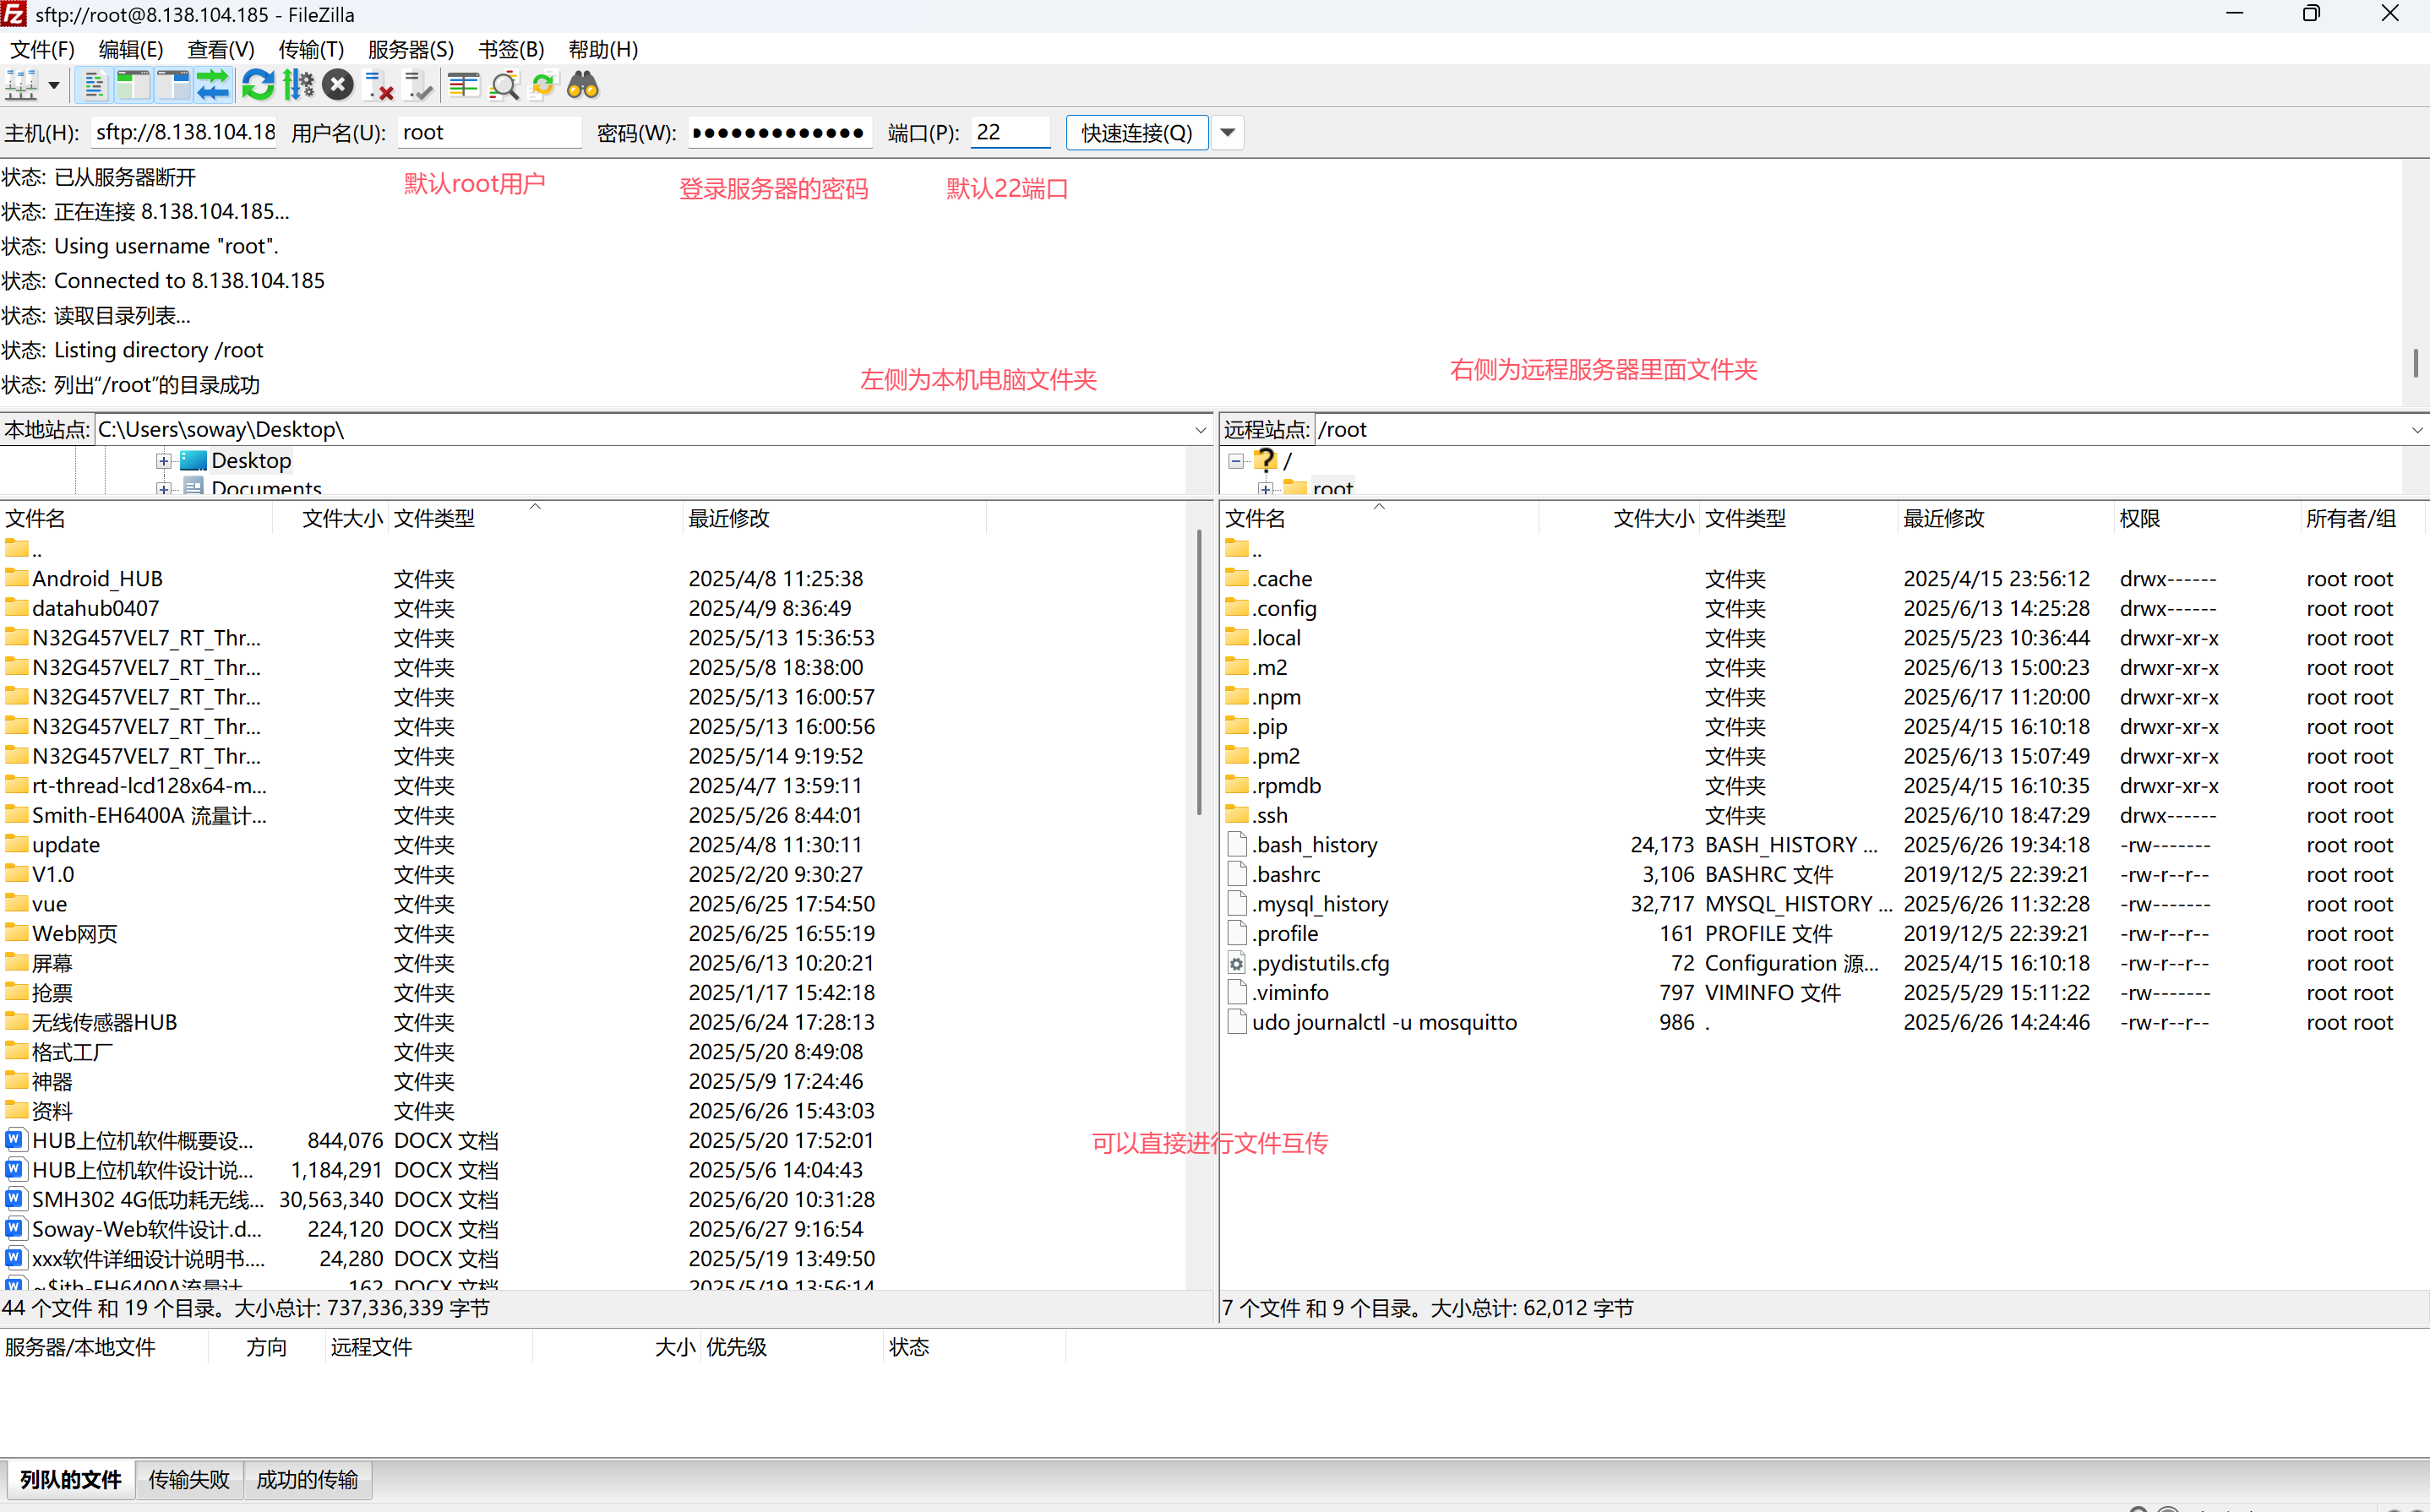 sftp://root@8.138.104.185 - FileZilla
文件(F) 编辑(E) 查看(V) 传输(T) 服务器(S) 书签(B) 帮助(H)
主机(H): sftp://8.138.104.18 用户名(U): root 密码(W): ●●●●●●●●●●●●● 端口(P): 22 快速连接(Q)
状态: 已从服务器断开
默认root用户 登录服务器的密码 默认22端口
状态: 正在连接 8.138.104.185...
状态: Using username "root".
状态: Connected to 8.138.104.185
状态: 读取目录列表...
状态: Listing directory /root
状态: 列出"/root"的目录成功
左侧为本机电脑文件夹 右侧为远程服务器里面文件夹
本地站点: C:\Users\soway\Desktop\
Desktop
Documents
文件名 文件大小 文件类型 最近修改
..
Android_HUB 文件夹 2025/4/8 11:25:38
datahub0407 文件夹 2025/4/9 8:36:49
N32G457VEL7_RT_Thr... 文件夹 2025/5/13 15:36:53
N32G457VEL7_RT_Thr... 文件夹 2025/5/8 18:38:00
N32G457VEL7_RT_Thr... 文件夹 2025/5/13 16:00:57
N32G457VEL7_RT_Thr... 文件夹 2025/5/13 16:00:56
N32G457VEL7_RT_Thr... 文件夹 2025/5/14 9:19:52
rt-thread-lcd128x64-m... 文件夹 2025/4/7 13:59:11
Smith-EH6400A 流量计... 文件夹 2025/5/26 8:44:01
update 文件夹 2025/4/8 11:30:11
V1.0 文件夹 2025/2/20 9:30:27
vue 文件夹 2025/6/25 17:54:50
Web网页 文件夹 2025/6/25 16:55:19
屏幕 文件夹 2025/6/13 10:20:21
抢票 文件夹 2025/1/17 15:42:18
无线传感器HUB 文件夹 2025/6/24 17:28:13
格式工厂 文件夹 2025/5/20 8:49:08
神器 文件夹 2025/5/9 17:24:46
资料 文件夹 2025/6/26 15:43:03
HUB上位机软件概要设... 844,076 DOCX 文档 2025/5/20 17:52:01
HUB上位机软件设计说... 1,184,291 DOCX 文档 2025/5/6 14:04:43
SMH302 4G低功耗无线... 30,563,340 DOCX 文档 2025/6/20 10:31:28
Soway-Web软件设计.d... 224,120 DOCX 文档 2025/6/27 9:16:54
xxx软件详细设计说明书.... 24,280 DOCX 文档 2025/5/19 13:49:50
~$ith-EH6400A流量计 162 DOCX 文档 2025/5/19 13:56:14
44 个文件 和 19 个目录。大小总计: 737,336,339 字节
可以直接进行文件互传
远程站点: /root
/
root
文件名 文件大小 文件类型 最近修改 权限 所有者/组
..
.cache 文件夹 2025/4/15 23:56:12 drwx------ root root
.config 文件夹 2025/6/13 14:25:28 drwx------ root root
.local 文件夹 2025/5/23 10:36:44 drwxr-xr-x root root
.m2 文件夹 2025/6/13 15:00:23 drwxr-xr-x root root
.npm 文件夹 2025/6/17 11:20:00 drwxr-xr-x root root
.pip 文件夹 2025/4/15 16:10:18 drwxr-xr-x root root
.pm2 文件夹 2025/6/13 15:07:49 drwxr-xr-x root root
.rpmdb 文件夹 2025/4/15 16:10:35 drwxr-xr-x root root
.ssh 文件夹 2025/6/10 18:47:29 drwx------ root root
.bash_history 24,173 BASH_HISTORY ... 2025/6/26 19:34:18 -rw------- root root
.bashrc 3,106 BASHRC 文件 2019/12/5 22:39:21 -rw-r--r-- root root
.mysql_history 32,717 MYSQL_HISTORY ... 2025/6/26 11:32:28 -rw------- root root
.profile 161 PROFILE 文件 2019/12/5 22:39:21 -rw-r--r-- root root
.pydistutils.cfg 72 Configuration 源... 2025/4/15 16:10:18 -rw-r--r-- root root
.viminfo 797 VIMINFO 文件 2025/5/29 15:11:22 -rw------- root root
udo journalctl -u mosquitto 986 . 2025/6/26 14:24:46 -rw-r--r-- root root
7 个文件 和 9 个目录。大小总计: 62,012 字节
服务器/本地文件 方向 远程文件 大小 优先级 状态
列队的文件 传输失败 成功的传输